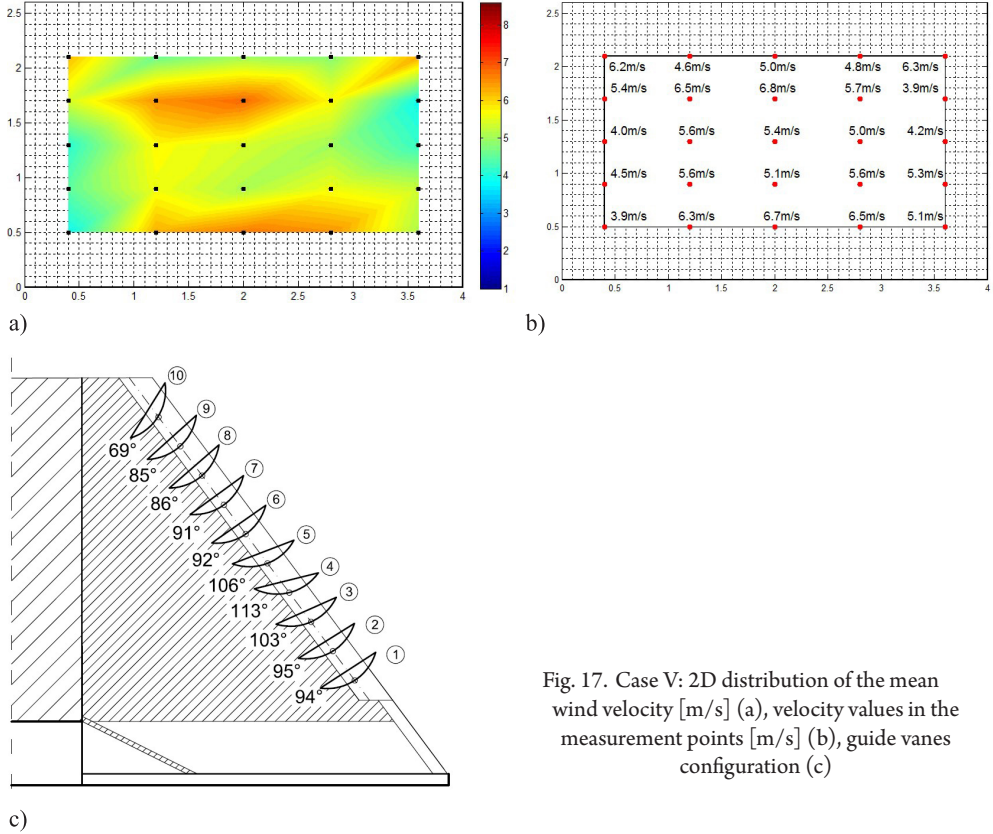 2.5
2
1.5
1
0.5
0
0 0.5 1 1.5 2 2.5 3 3.5 4
8
7
6
5
4
3
2
1
a)
2.5
2
1.5
1
0.5
0
6.2m/s 4.6m/s 5.0m/s 4.8m/s 6.3m/s
5.4m/s 6.5m/s 6.8m/s 5.7m/s 3.9m/s
4.0m/s 5.6m/s 5.4m/s 5.0m/s 4.2m/s
4.5m/s 5.6m/s 5.1m/s 5.6m/s 5.3m/s
3.9m/s 6.3m/s 6.7m/s 6.5m/s 5.1m/s
0 0.5 1 1.5 2 2.5 3 3.5 4
b)
10
9
69°
8
85°
7
86°
6
91°
5
92°
4
106°
3
113°
2
103°
1
95°
94°
c)
Fig. 17. Case V: 2D distribution of the mean
wind velocity [m/s] (a), velocity values in the
measurement points [m/s] (b), guide vanes
configuration (c)